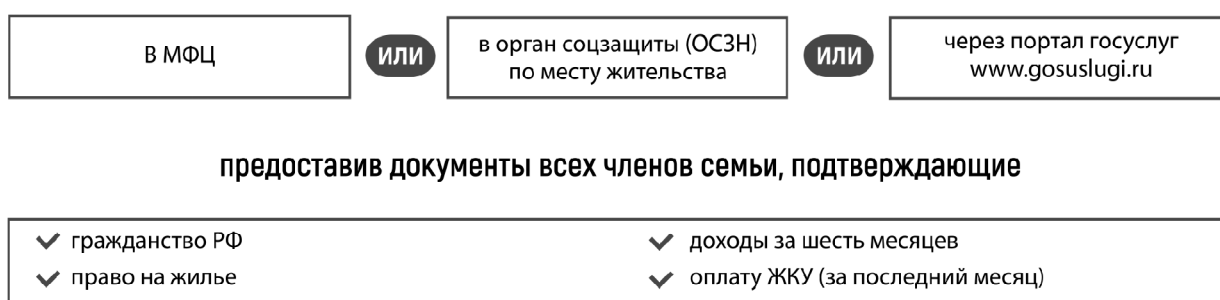 В МФЦ
ИЛИ
в орган соцзащиты (ОСЗН)
по месту жительства
ИЛИ
через портал госуслуг
www.gosuslugi.ru
предоставив документы всех членов семьи, подтверждающие
гражданство РФ
право на жилье
доходы за шесть месяцев
оплату ЖКУ (за последний месяц)